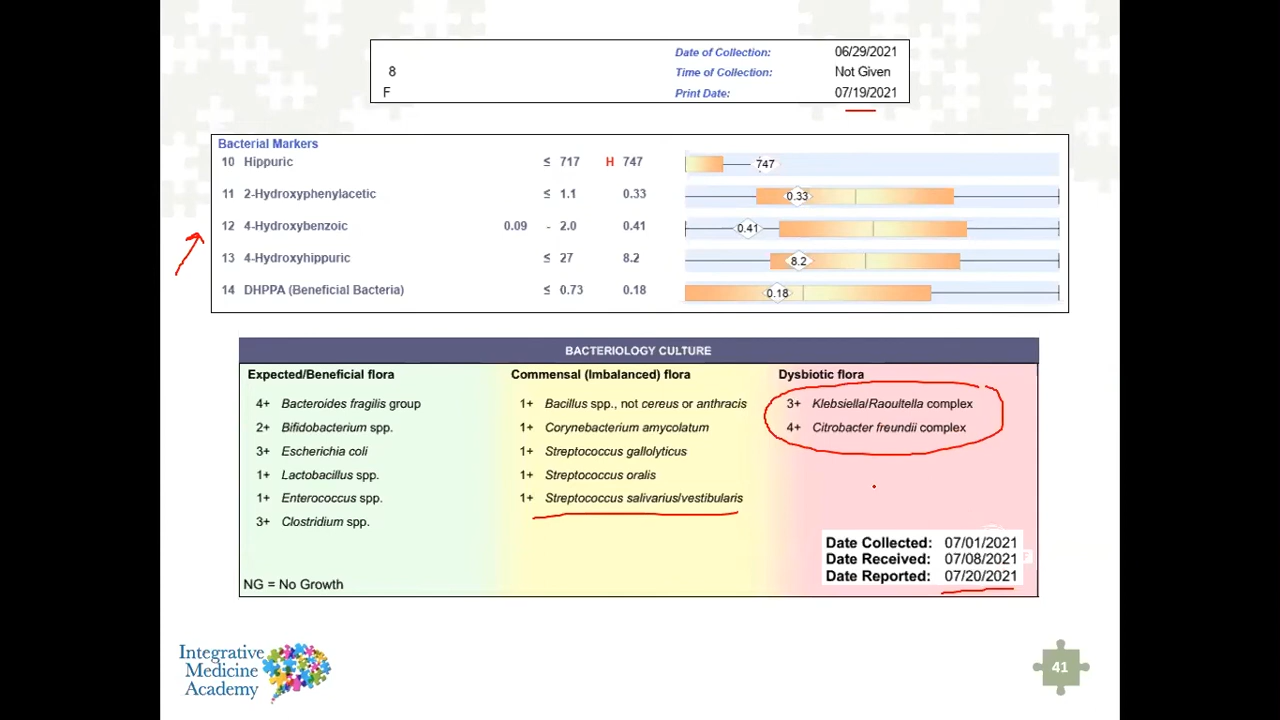 Date of Collection: 06/29/2021
8 Time of Collection: Not Given
F Print Date: 07/19/2021
Bacterial Markers
10 Hippuric ≤ 717 H 747 747
11 2-Hydroxyphenylacetic ≤ 1.1 0.33 0.33
12 4-Hydroxybenzoic 0.09 - 2.0 0.41 0.41
13 4-Hydroxyhippuric ≤ 27 8.2 8.2
14 DHPPA (Beneficial Bacteria) ≤ 0.73 0.18 0.18
BACTERIOLOGY CULTURE
Expected/Beneficial flora
4+ Bacteroides fragilis group
2+ Bifidobacterium spp.
3+ Escherichia coli
1+ Lactobacillus spp.
1+ Enterococcus spp.
3+ Clostridium spp.
NG = No Growth
Commensal (Imbalanced) flora
1+ Bacillus spp., not cereus or anthracis
1+ Corynebacterium amycolatum
1+ Streptococcus gallolyticus
1+ Streptococcus oralis
1+ Streptococcus salivarius/vestibularis
Dysbiotic flora
3+ Klebsiella/Raoultella complex
4+ Citrobacter freundii complex
Date Collected: 07/01/2021
Date Received: 07/08/2021
Date Reported: 07/20/2021
Integrative
Medicine
Academy
41